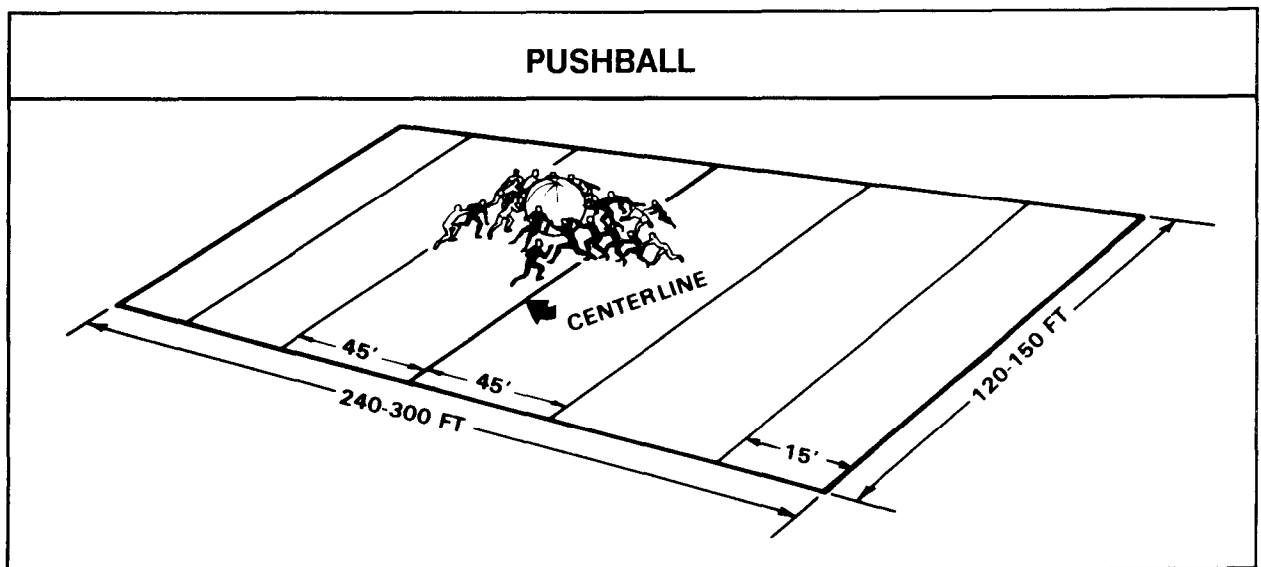 PUSHBALL
CENTERLINE
45'
45'
240-300 FT
15'
120-150 FT